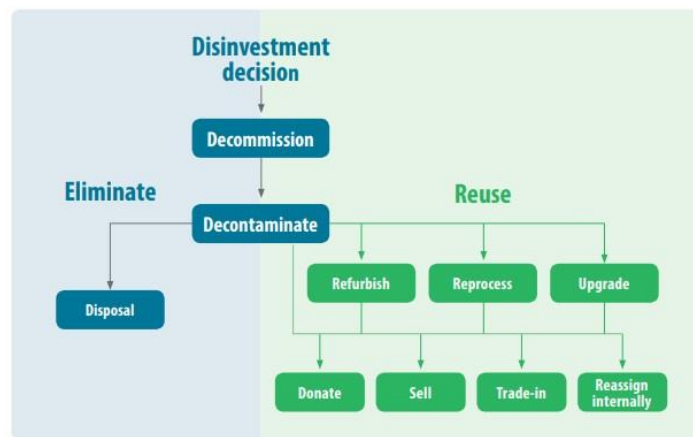 Disinvestment
decision
Decommission
Eliminate
Reuse
Decontaminate
Refurbish
Reprocess
Upgrade
Disposal
Donate
Sell
Trade-in
Reassign
internally